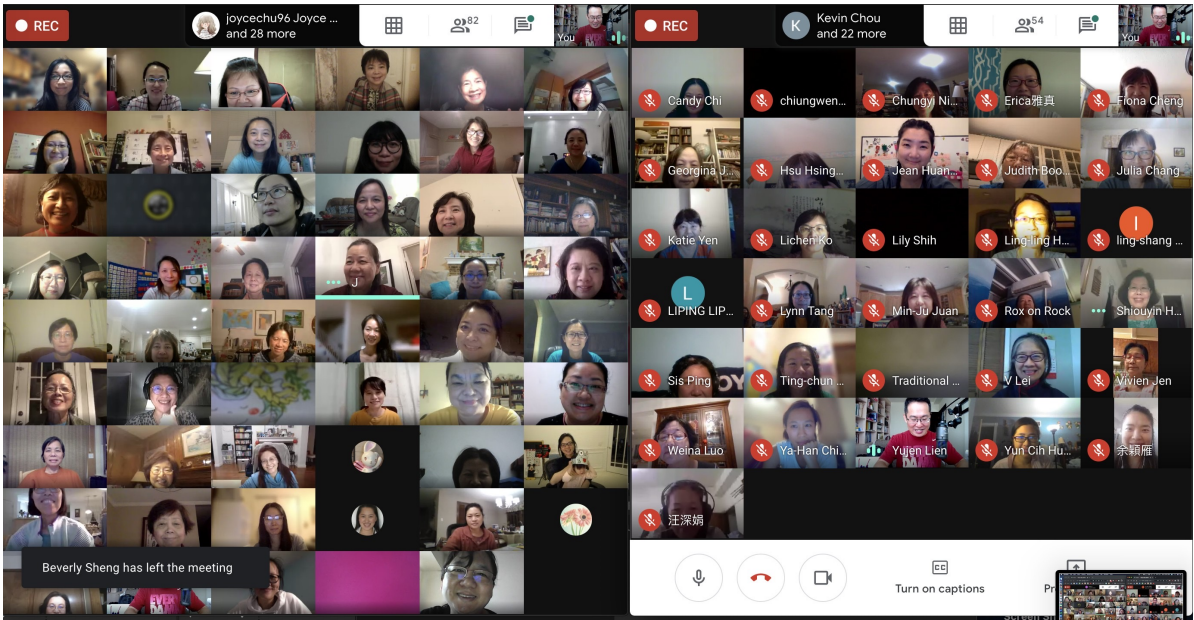 REC
joycechu96 Joyce ...
and 28 more
82
You
J
Beverly Sheng has left the meeting
EVER
REC
K
Kevin Chou
and 22 more
54
You
Candy Chi
chiungwen...
Chungyi Ni...
Erica雅真
Fiona Cheng
Georgina J...
Hsu Hsing...
Jean Huan...
Judith Boo...
Julia Chang
Katie Yen
Lichen Ko
Lily Shih
Ling-ling H...
I
ling-shang ...
L
LIPING LIP...
Lynn Tang
Min-Ju Juan
Rox on Rock
Shiouyin H...
Sis Ping
Ting-chun ...
Traditional ...
V Lei
Vivien Jen
Weina Luo
Ya-Han Chi...
Yujen Lien
Yun Cih Hu...
余穎雁
汪深娟
CC
Turn on captions